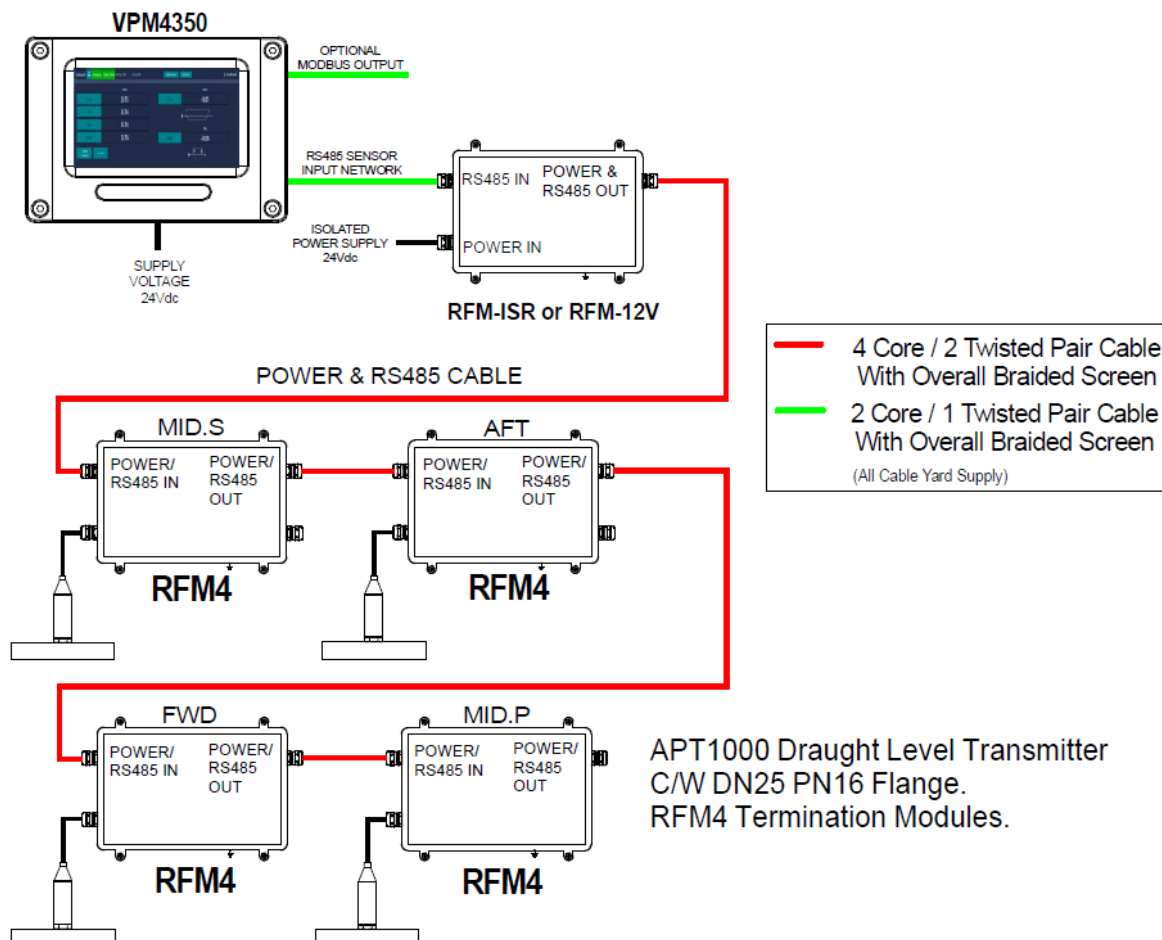 VPM4350
OPTIONAL
MODBUS OUTPUT
RS485 SENSOR
INPUT NETWORK
RS485 IN
POWER &
RS485 OUT
ISOLATED
POWER SUPPLY
24Vdc
POWER IN
SUPPLY
VOLTAGE
24Vdc
RFM-ISR or RFM-12V
4 Core / 2 Twisted Pair Cable
With Overall Braided Screen
2 Core / 1 Twisted Pair Cable
With Overall Braided Screen
(All Cable Yard Supply)
POWER & RS485 CABLE
MID.S
POWER/
RS485 IN
POWER/
RS485
OUT
RFM4
AFT
POWER/
RS485 IN
POWER/
RS485
OUT
RFM4
FWD
POWER/
RS485 IN
POWER/
RS485
OUT
RFM4
MID.P
POWER/
RS485 IN
POWER/
RS485
OUT
RFM4
APT1000 Draught Level Transmitter
C/W DN25 PN16 Flange.
RFM4 Termination Modules.